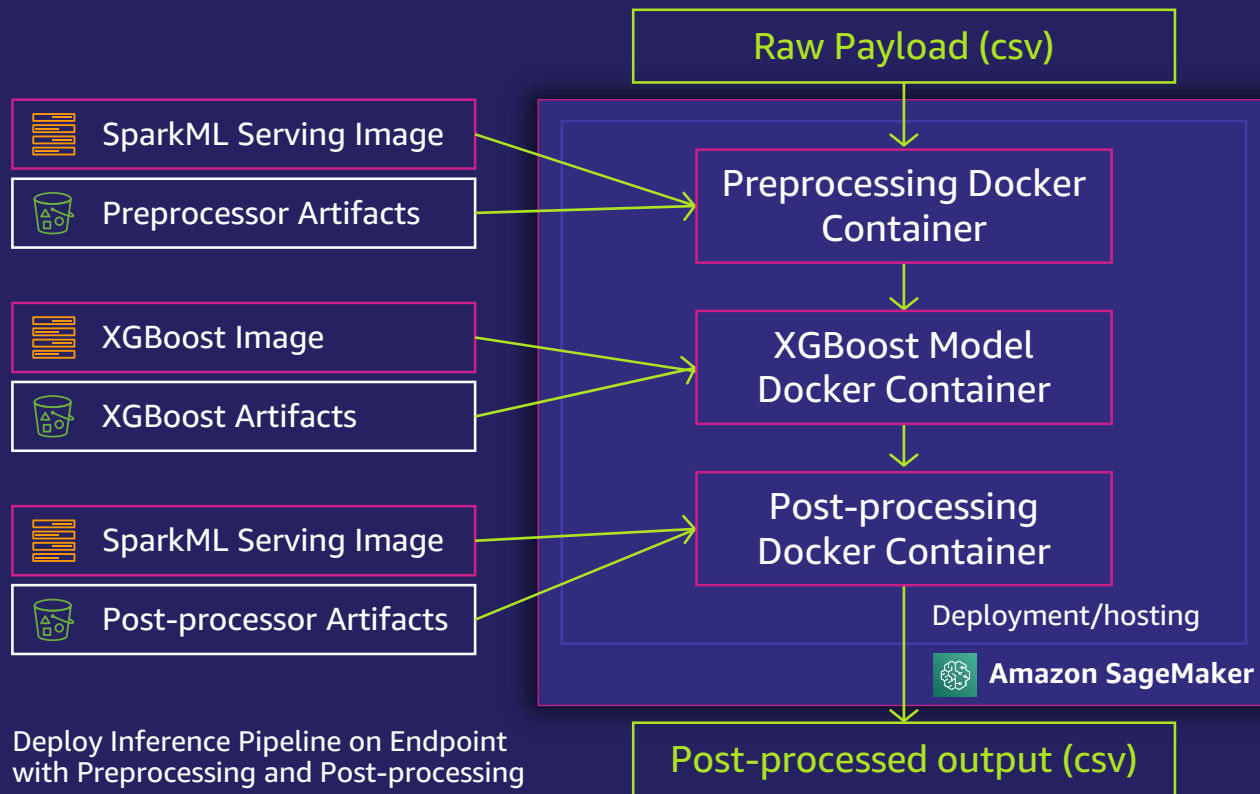 Raw Payload (csv)
SparkML Serving Image
Preprocessor Artifacts
Preprocessing Docker
Container
XGBoost Image
XGBoost Artifacts
XGBoost Model
Docker Container
SparkML Serving Image
Post-processor Artifacts
Post-processing
Docker Container
Deployment/hosting
Amazon SageMaker
Deploy Inference Pipeline on Endpoint
with Preprocessing and Post-processing
Post-processed output (csv)